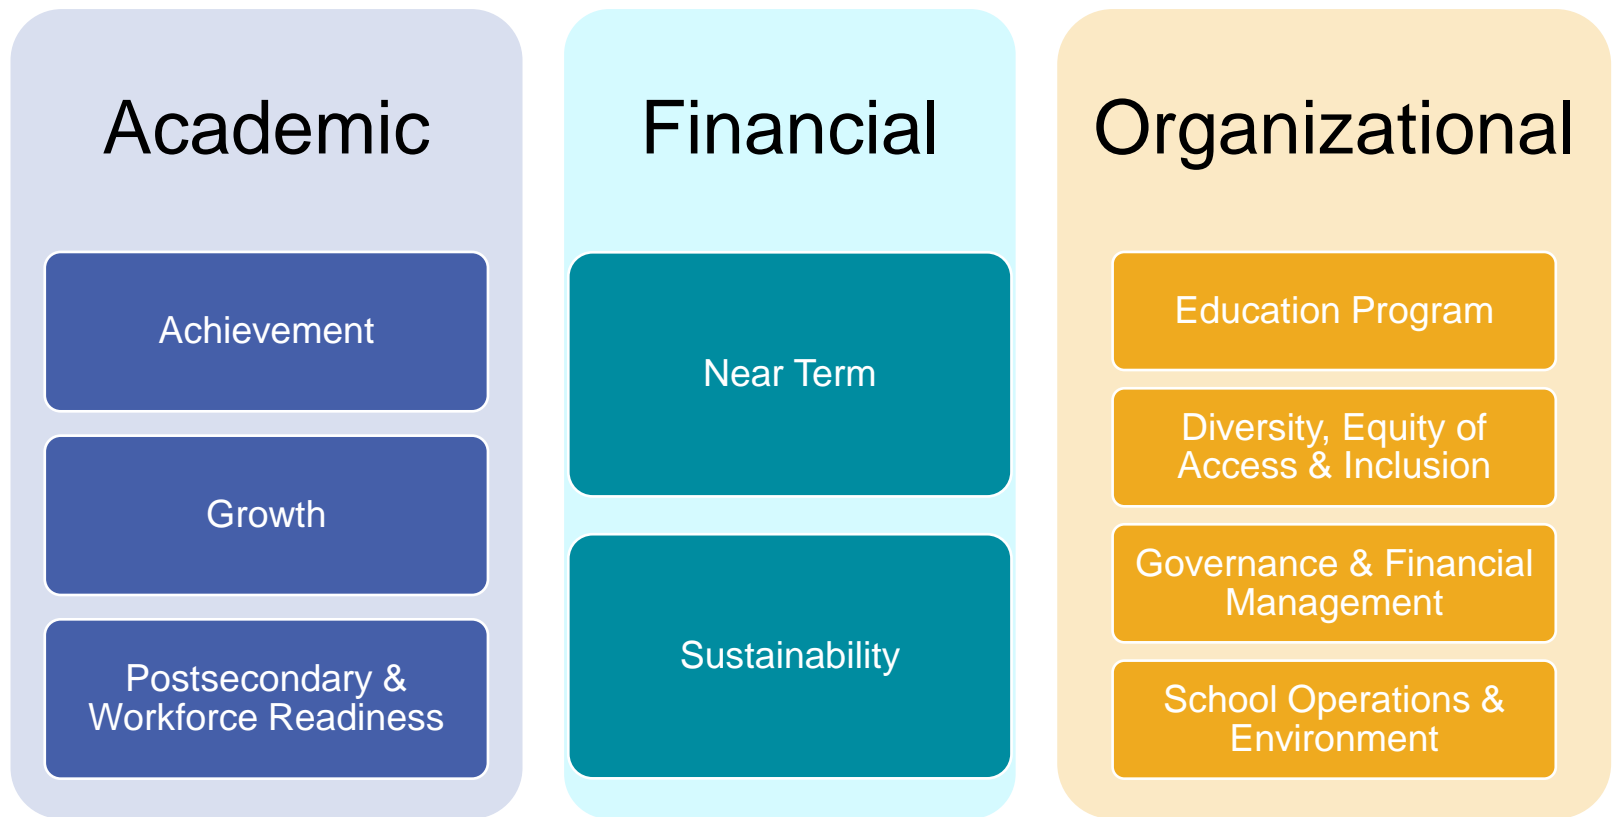 Academic
Achievement
Growth
Postsecondary &
Workforce Readiness
Financial
Near Term
Sustainability
Organizational
Education Program
Diversity, Equity of
Access & Inclusion
Governance & Financial
Management
School Operations &
Environment